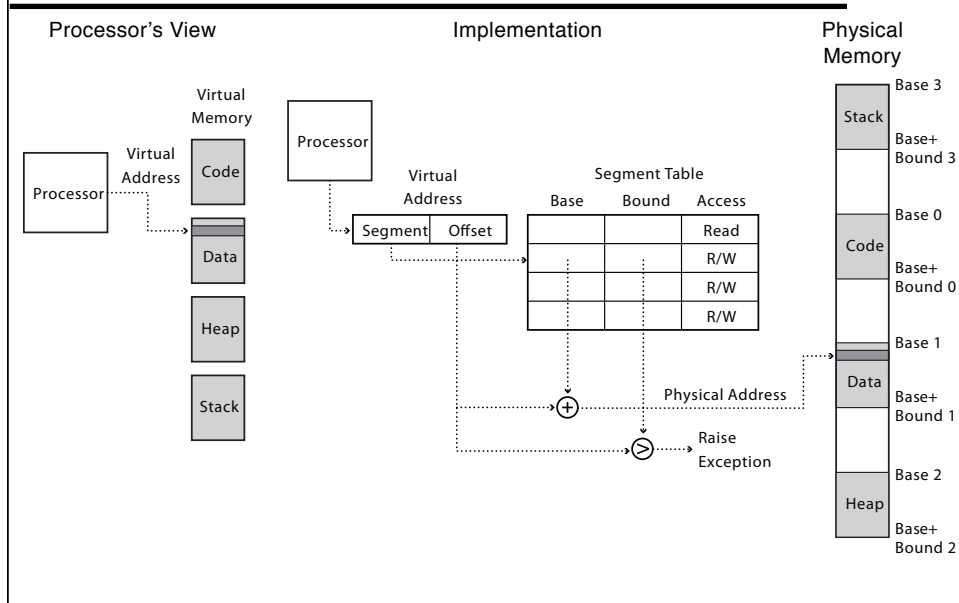 Processor's View
Implementation
Physical
Memory
Virtual
Memory
Processor
Virtual
Address
Code
Data
Heap
Stack
Processor
Virtual
Address
Segment Offset
Segment Table
Base Bound Access
Read
R/W
R/W
R/W
+
Physical Address
>
Raise
Exception
Base 3
Stack
Base+
Bound 3
Base 0
Code
Base+
Bound 0
Base 1
Data
Base+
Bound 1
Base 2
Heap
Base+
Bound 2